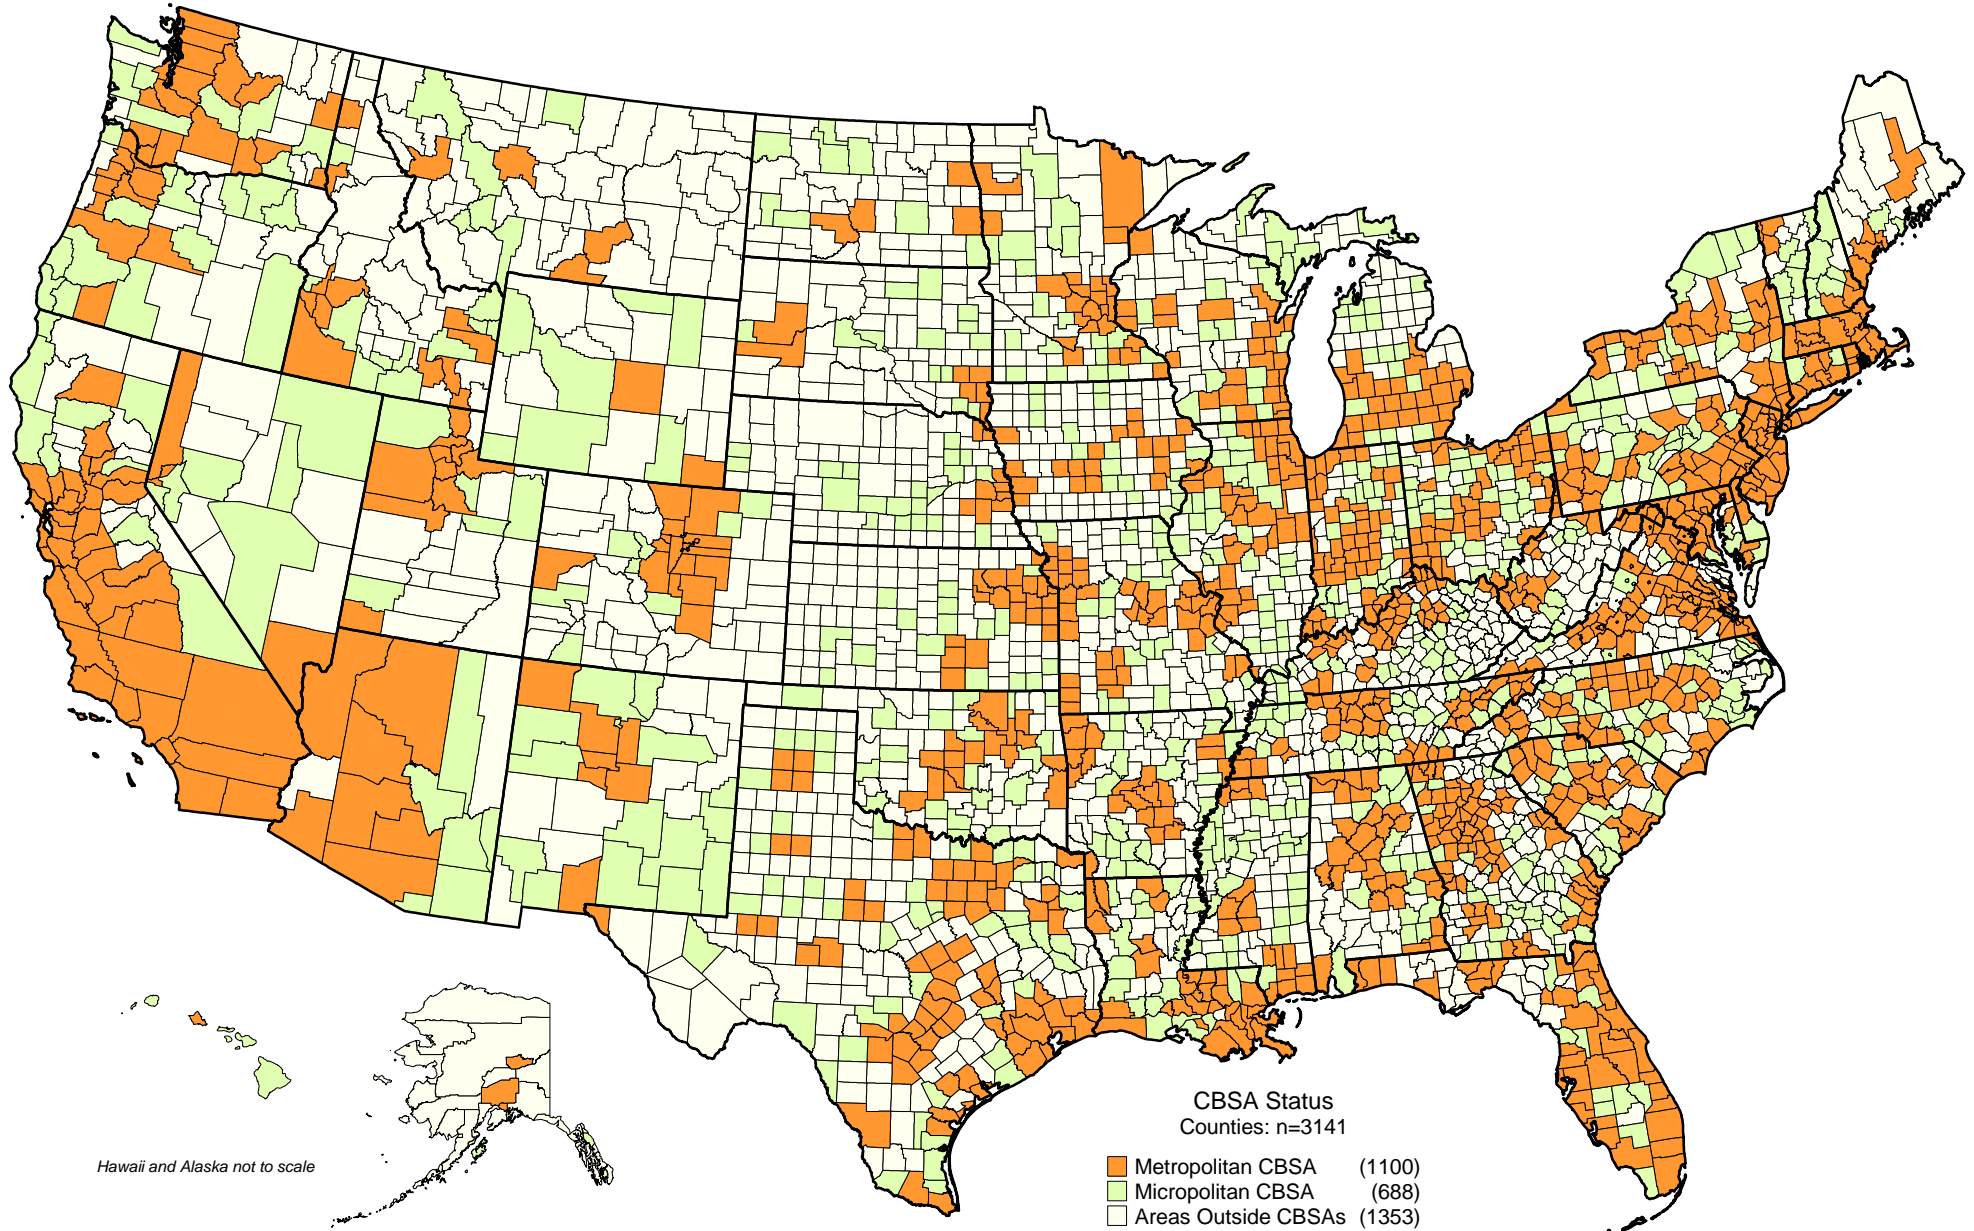 CBSA Status
Counties: n=3141
Hawaii and Alaska not to scale
Metropolitan CBSA (1100)
Micropolitan CBSA (688)
Areas Outside CBSAs (1353)